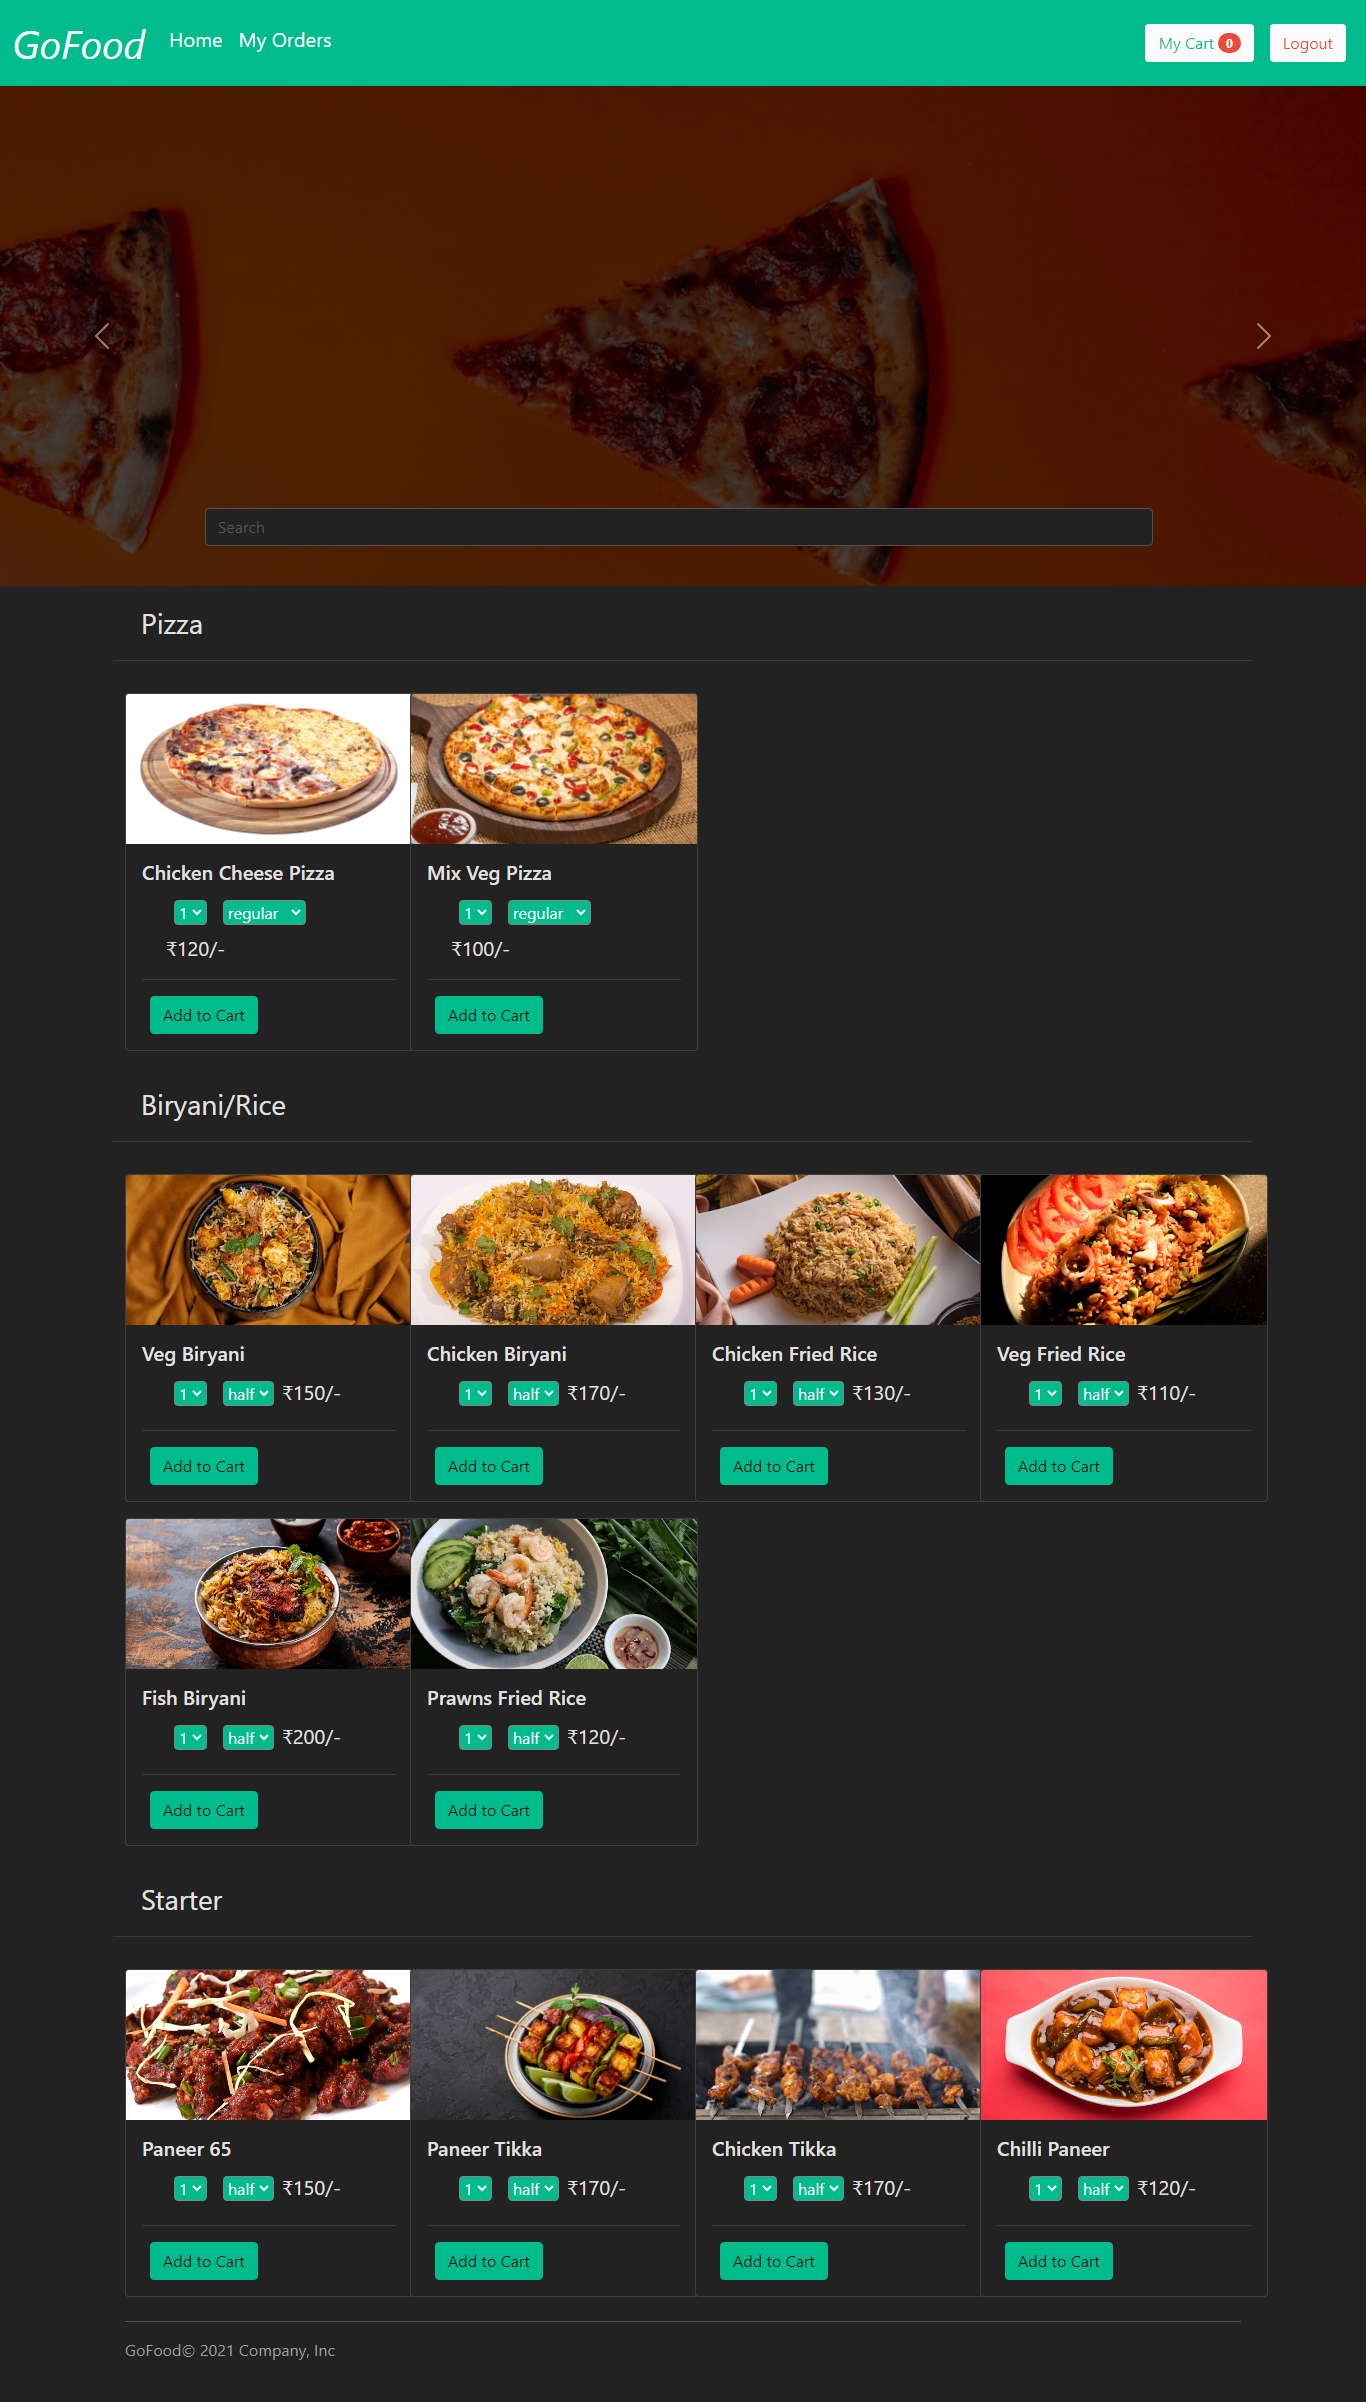 GoFood Home My Orders My Cart 0 Logout
Search
Pizza
Chicken Cheese Pizza
1 regular
₹120/-
Add to Cart
Mix Veg Pizza
1 regular
₹100/-
Add to Cart
Biryani/Rice
Veg Biryani
1 half ₹150/-
Add to Cart
Chicken Biryani
1 half ₹170/-
Add to Cart
Chicken Fried Rice
1 half ₹130/-
Add to Cart
Veg Fried Rice
1 half ₹110/-
Add to Cart
Fish Biryani
1 half ₹200/-
Add to Cart
Prawns Fried Rice
1 half ₹120/-
Add to Cart
Starter
Paneer 65
1 half ₹150/-
Add to Cart
Paneer Tikka
1 half ₹170/-
Add to Cart
Chicken Tikka
1 half ₹170/-
Add to Cart
Chilli Paneer
1 half ₹120/-
Add to Cart
GoFood© 2021 Company, Inc